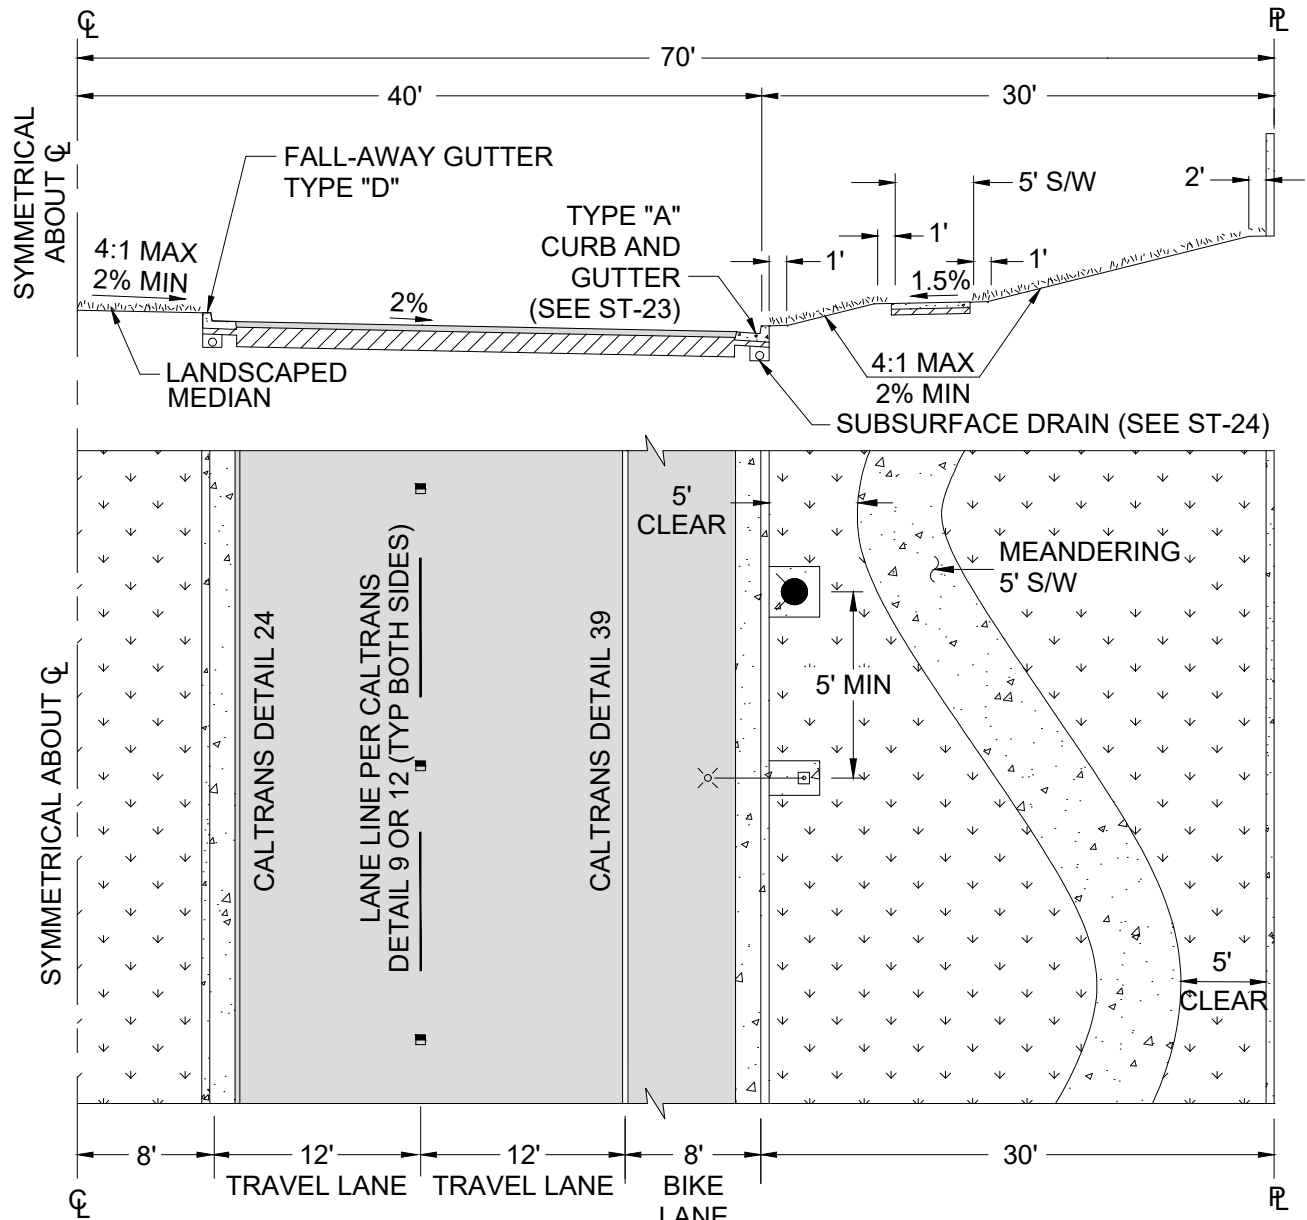 ℄
ℙL
70'
40'
30'
SYMMETRICAL
ABOUT ℄
FALL-AWAY GUTTER
TYPE "D"
TYPE "A"
CURB AND
GUTTER
(SEE ST-23)
5' S/W
2'
1'
1'
1'
4:1 MAX
2% MIN
2%
1.5%
LANDSCAPED
MEDIAN
4:1 MAX
2% MIN
SUBSURFACE DRAIN (SEE ST-24)
5'
CLEAR
MEANDERING
5' S/W
5' MIN
SYMMETRICAL ABOUT ℄
CALTRANS DETAIL 24
LANE LINE PER CALTRANS
DETAIL 9 OR 12 (TYP BOTH SIDES)
CALTRANS DETAIL 39
5'
CLEAR
8'
12'
12'
8'
30'
TRAVEL LANE
TRAVEL LANE
BIKE
LANE
℄
ℙL